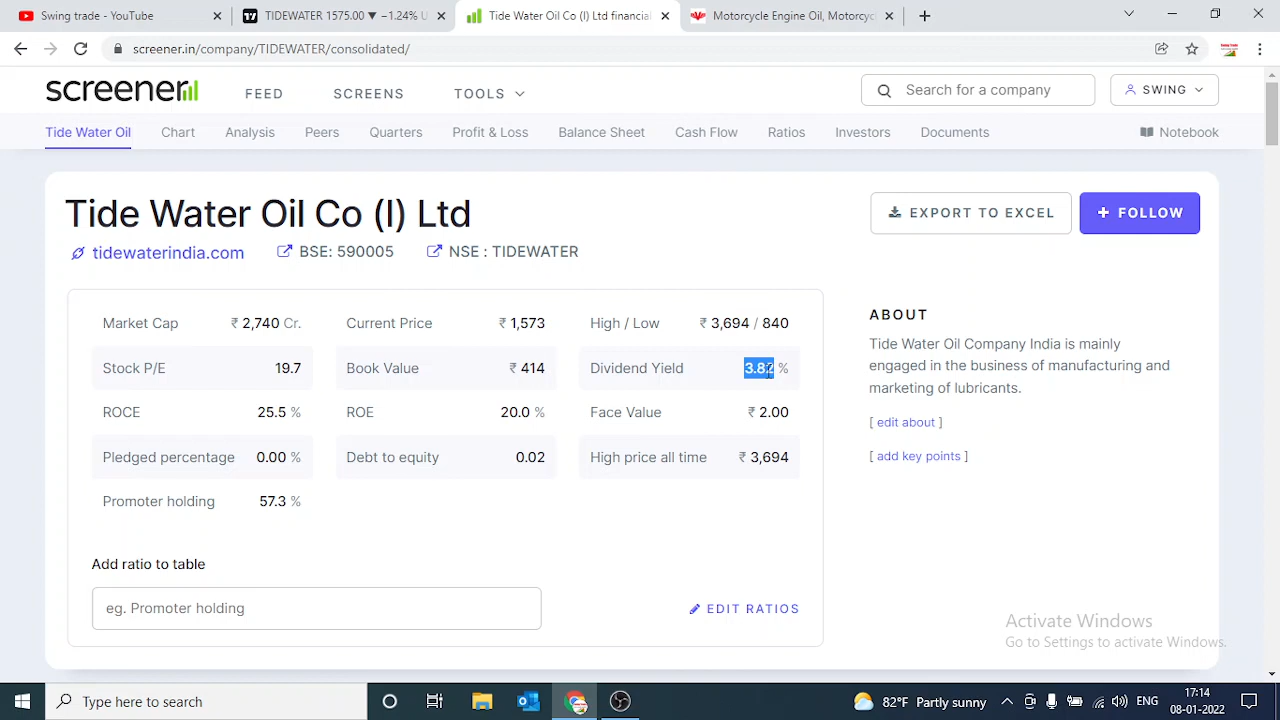 Swing trade - YouTube
TIDEWATER 1575.00 ▼ −1.24% U
Tide Water Oil Co (I) Ltd financial
Motorcycle Engine Oil, Motorcyc
screener.in/company/TIDEWATER/consolidated/
screener
FEED
SCREENS
TOOLS
Search for a company
SWING
Tide Water Oil
Chart
Analysis
Peers
Quarters
Profit & Loss
Balance Sheet
Cash Flow
Ratios
Investors
Documents
Notebook
Tide Water Oil Co (I) Ltd
EXPORT TO EXCEL
+ FOLLOW
tidewaterindia.com
BSE: 590005
NSE : TIDEWATER
Market Cap ₹ 2,740 Cr.
Current Price ₹ 1,573
High / Low ₹ 3,694 / 840
Stock P/E 19.7
Book Value ₹ 414
Dividend Yield %
ROCE 25.5 %
ROE 20.0 %
Face Value ₹ 2.00
Pledged percentage 0.00 %
Debt to equity 0.02
High price all time ₹ 3,694
Promoter holding 57.3 %
Add ratio to table
eg. Promoter holding
EDIT RATIOS
ABOUT
Tide Water Oil Company India is mainly
engaged in the business of manufacturing and
marketing of lubricants.
[ edit about ]
[ add key points ]
Activate Windows
Go to Settings to activate Windows.
Type here to search
82°F Partly sunny
ENG
17:14
08-01-2022